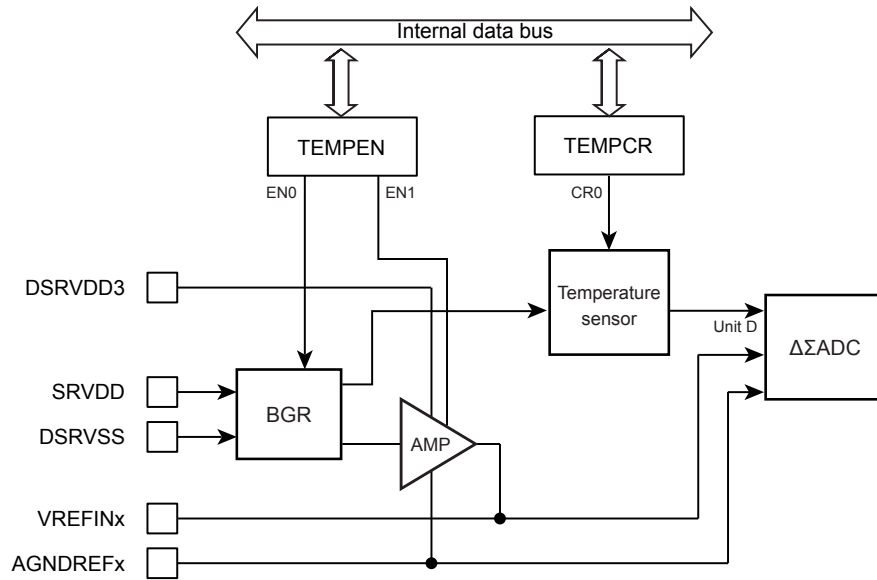 Internal data bus
TEMPEN
TEMPCR
EN0
EN1
CR0
DSRVDD3
Temperature
sensor
Unit D
ΔΣADC
SRVDD
BGR
DSRVSS
AMP
VREFINx
AGNDREFx